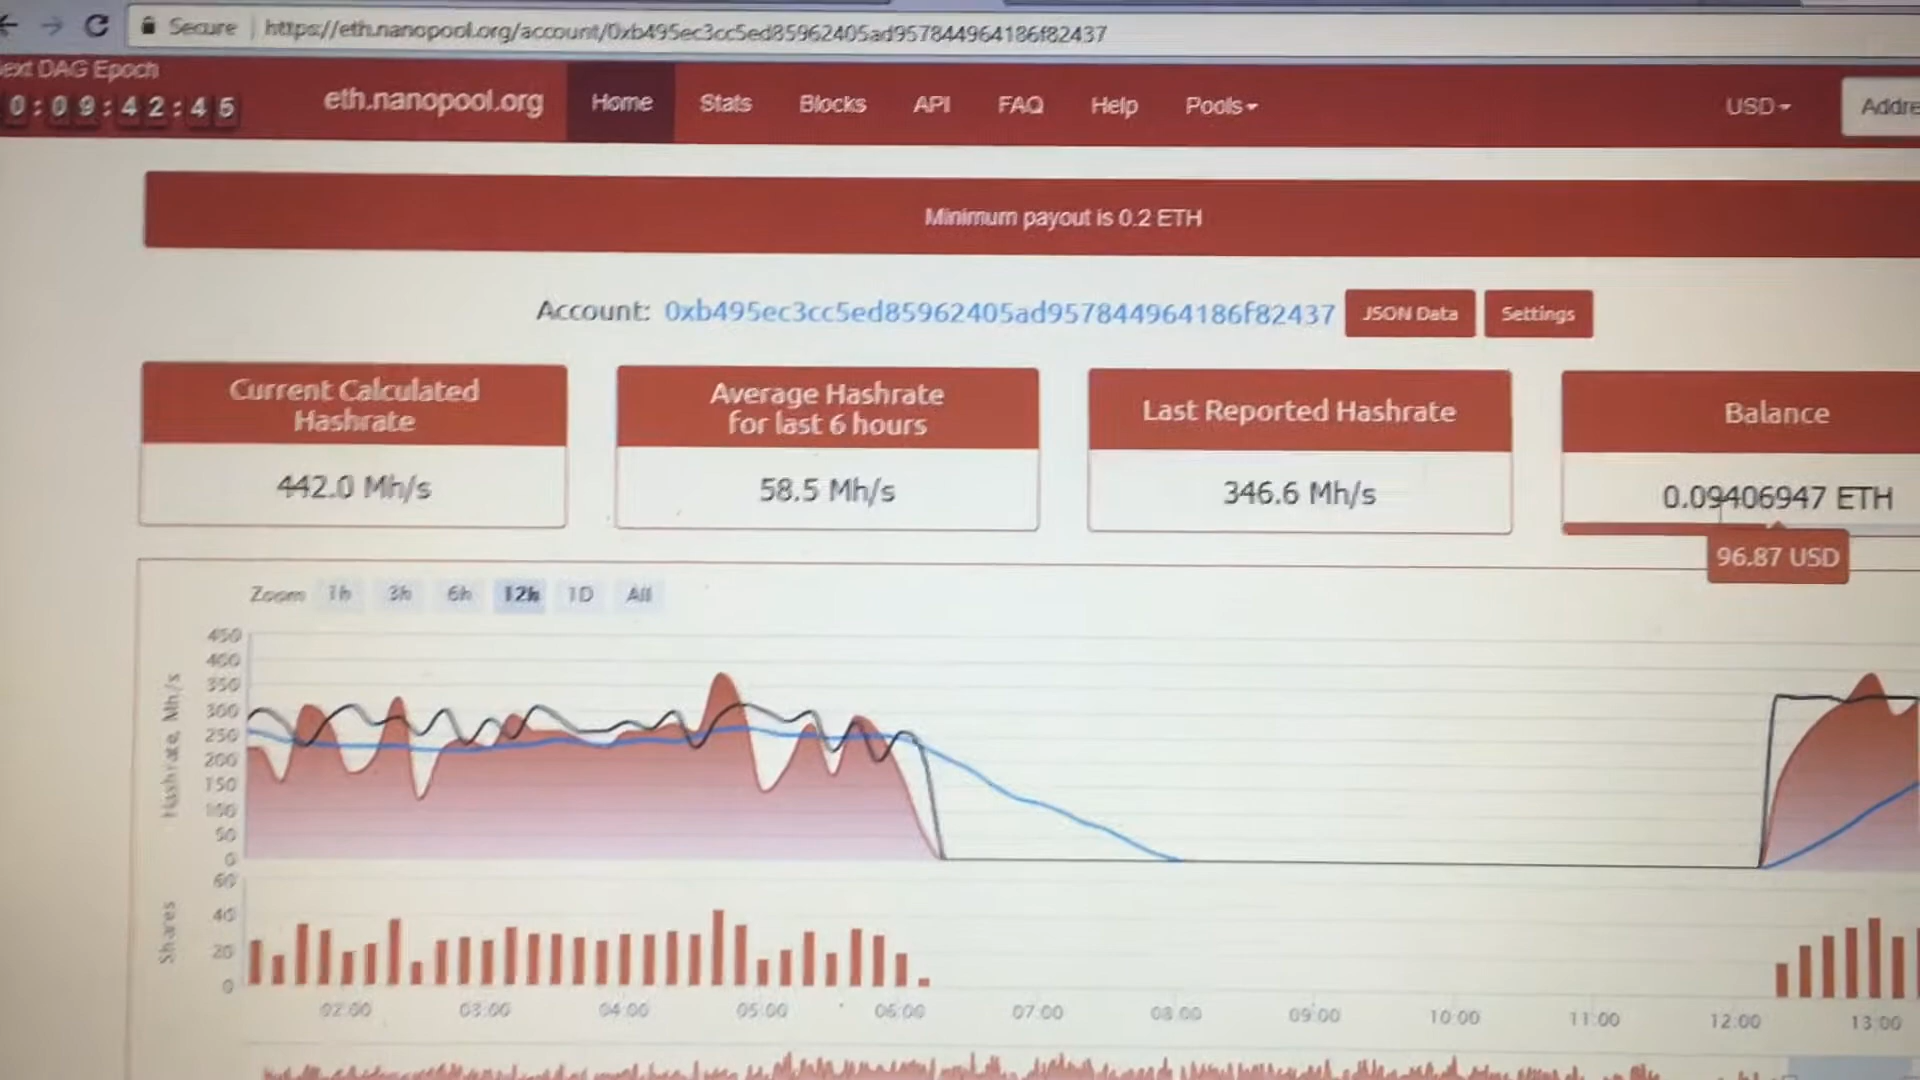 Secure https://eth.nanopool.org/account/0xb495ec3cc5ed85962405ad957844964186f82437
ext DAG Epoch
0:09:42:45
eth.nanopool.org Home Stats Blocks API FAQ Help Pools USD Addre
Minimum payout is 0.2 ETH
Account: 0xb495ec3cc5ed85962405ad957844964186f82437 JSON Data Settings
Current Calculated
Hashrate
442.0 Mh/s
Average Hashrate
for last 6 hours
58.5 Mh/s
Last Reported Hashrate
346.6 Mh/s
Balance
0.09406947 ETH
96.87 USD
Zoom 1h 3h 6h 12h 1D All
Hashrate, Mh/s
450
400
350
300
250
200
150
100
50
0
Shares
60
40
20
0
02:00 03:00 04:00 05:00 06:00 07:00 08:00 09:00 10:00 11:00 12:00 13:00